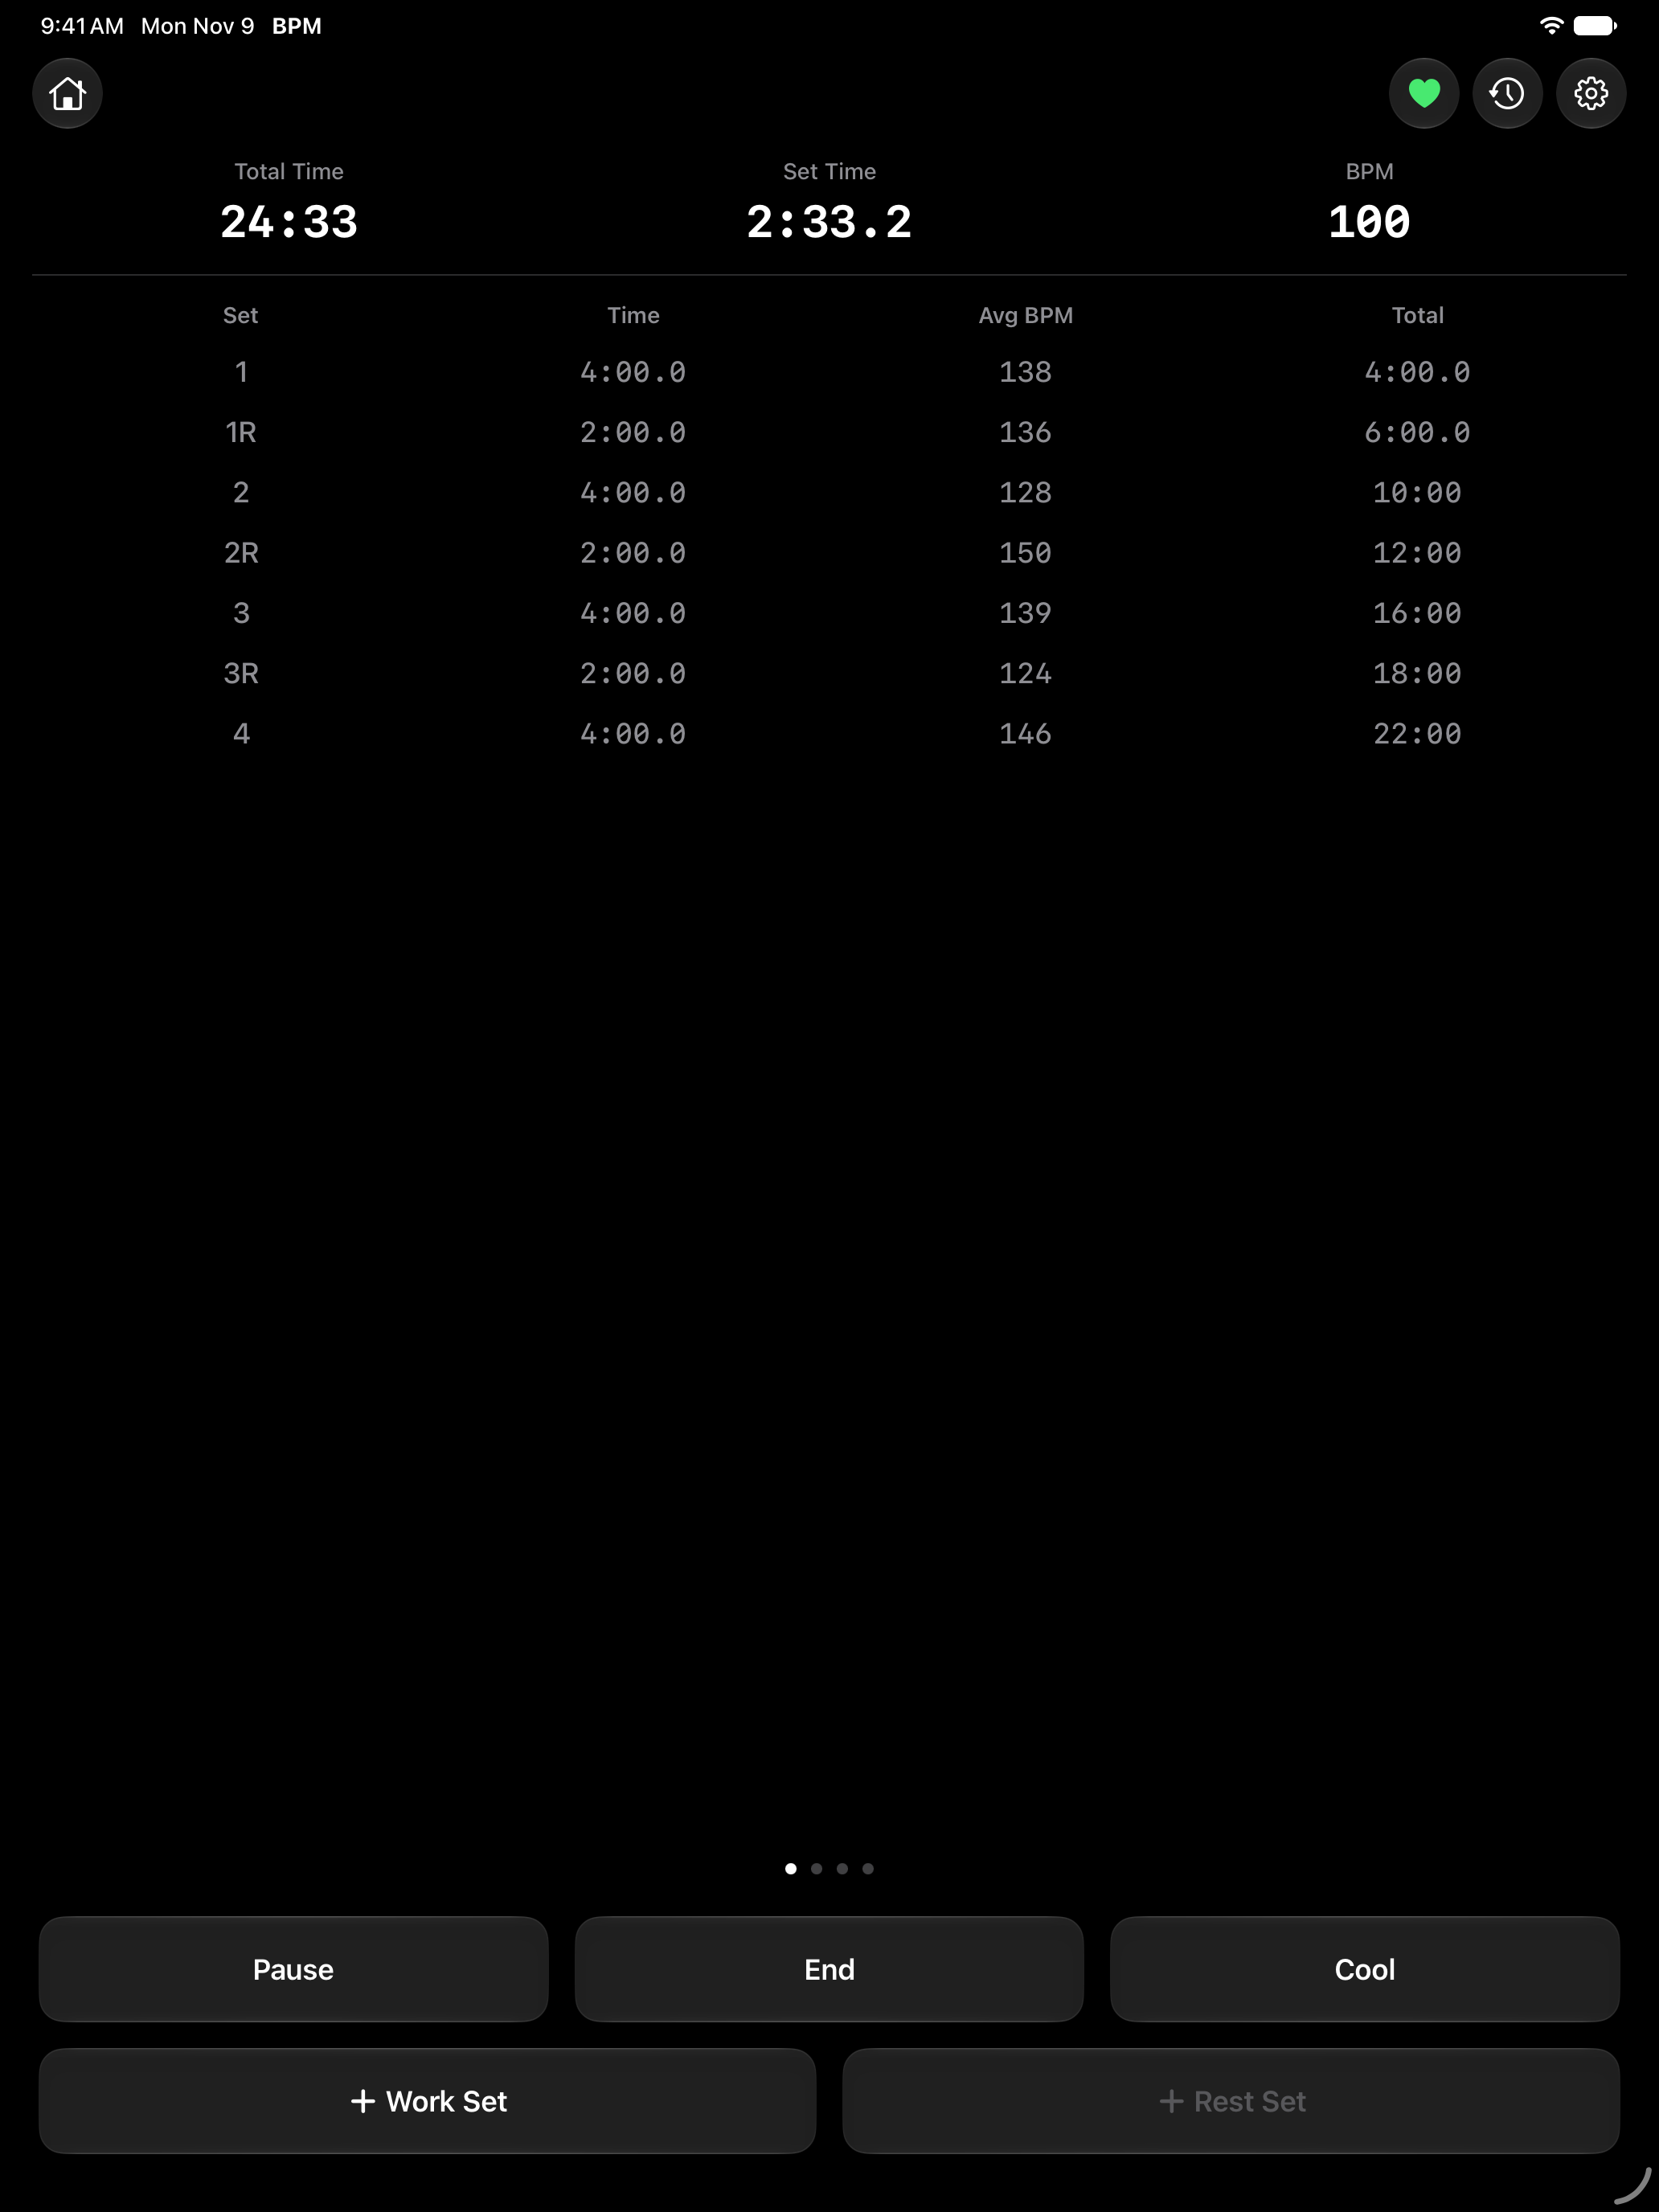 9:41 AM Mon Nov 9 BPM
Total Time Set Time BPM
24:33 2:33.2 100
Set Time Avg BPM Total
1 4:00.0 138 4:00.0
1R 2:00.0 136 6:00.0
2 4:00.0 128 10:00
2R 2:00.0 150 12:00
3 4:00.0 139 16:00
3R 2:00.0 124 18:00
4 4:00.0 146 22:00
Pause End Cool
+ Work Set + Rest Set